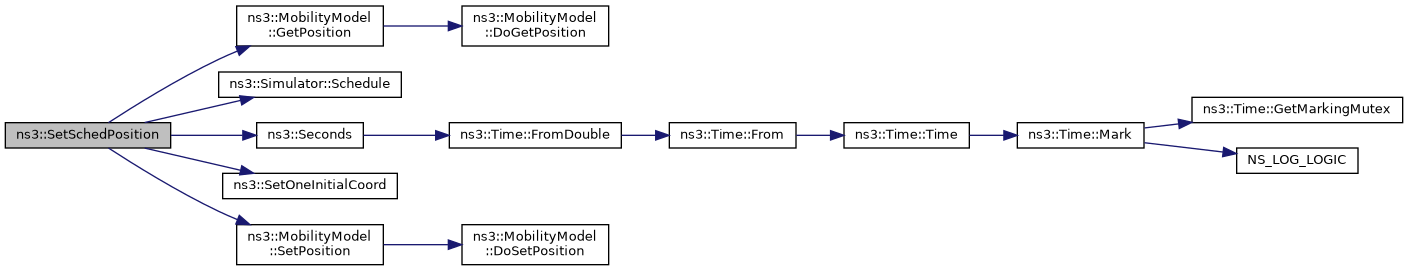 ns3::MobilityModel
::GetPosition
ns3::MobilityModel
::DoGetPosition
ns3::Simulator::Schedule
ns3::SetSchedPosition
ns3::Seconds
ns3::Time::FromDouble
ns3::Time::From
ns3::Time::Time
ns3::Time::Mark
ns3::Time::GetMarkingMutex
NS_LOG_LOGIC
ns3::SetOneInitialCoord
ns3::MobilityModel
::SetPosition
ns3::MobilityModel
::DoSetPosition